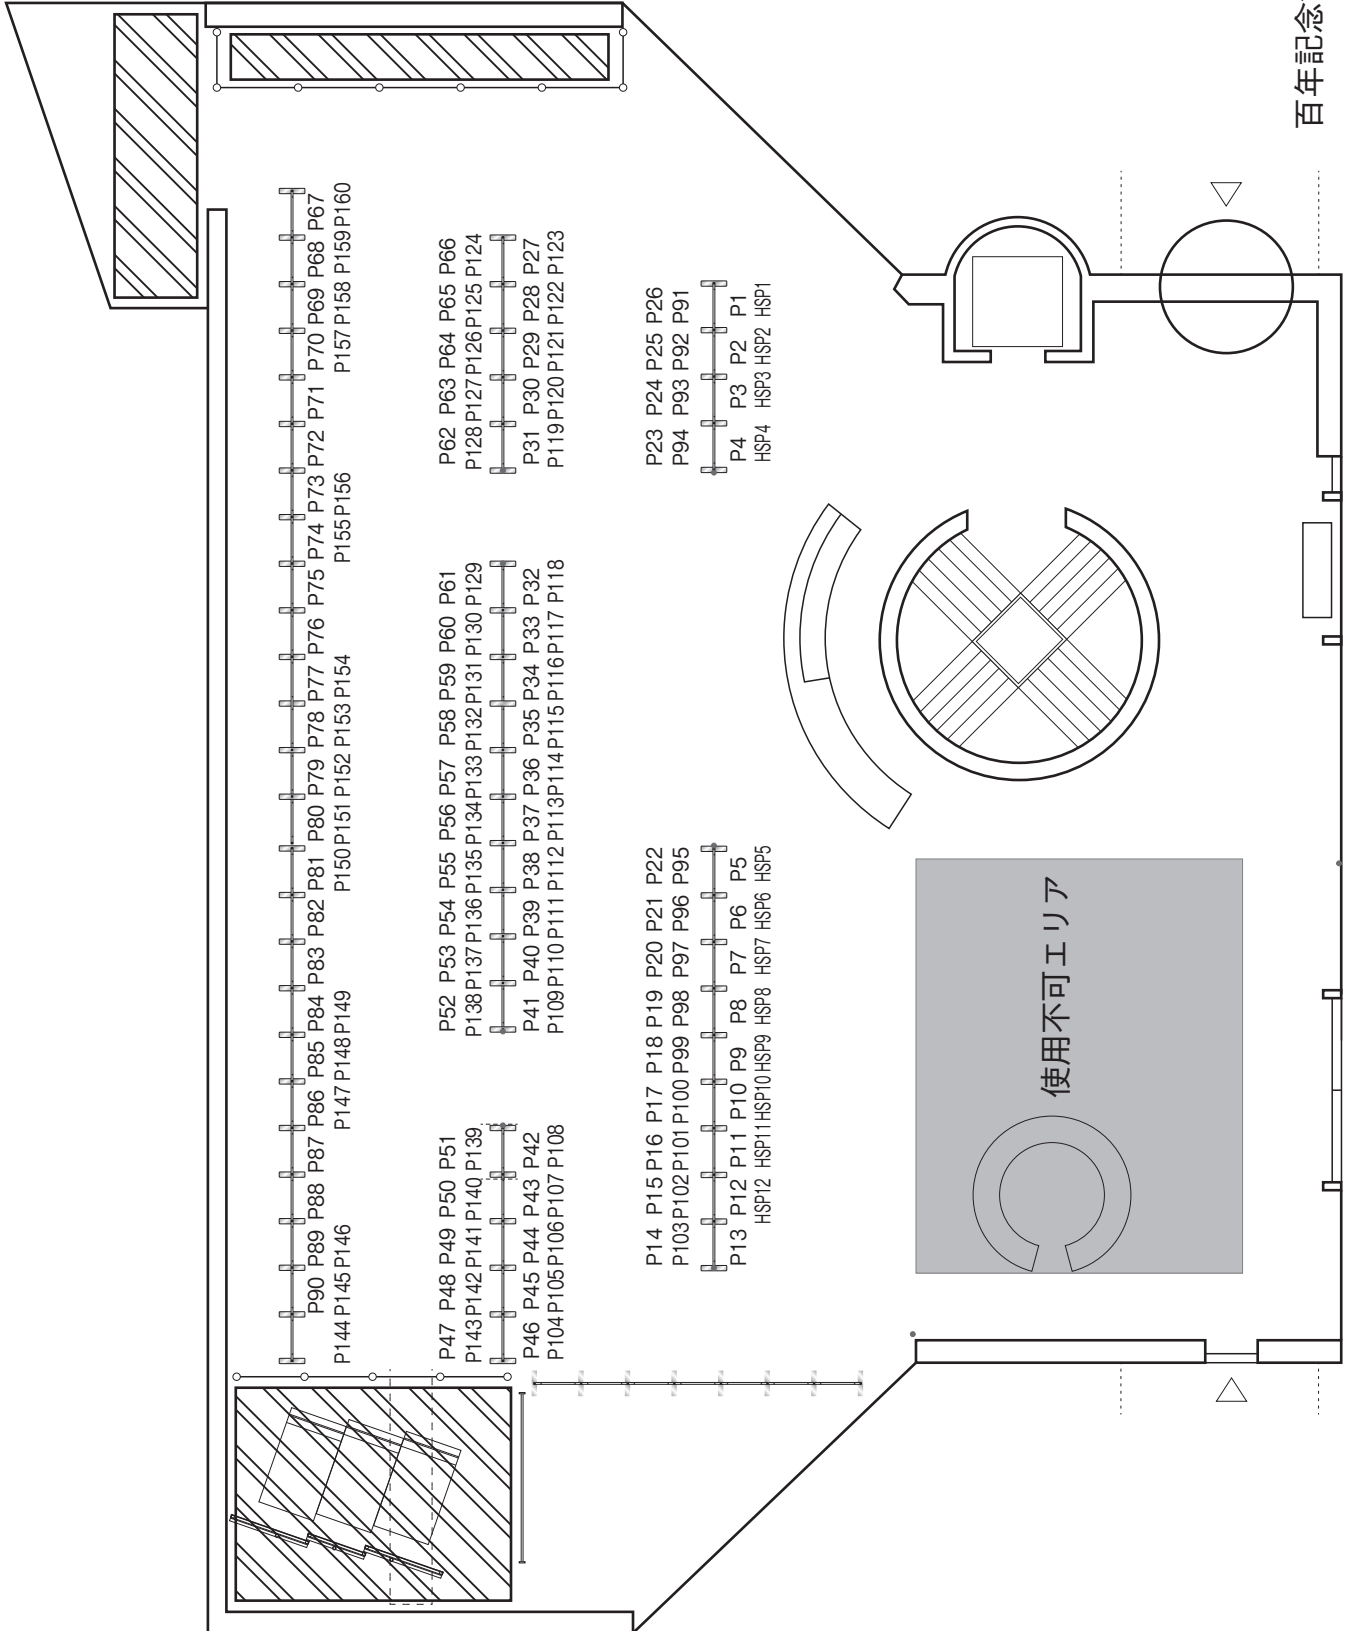 P90 P89 P88 P87 P86 P85 P84 P83 P82 P81 P80 P79 P78 P77 P76 P75 P74 P73 P72 P71 P70 P69 P68 P67
P144 P145 P146 P147 P148 P149 P150 P151 P152 P153 P154 P155 P156 P157 P158 P159 P160
P47 P48 P49 P50 P51 P52 P53 P54 P55 P56 P57 P58 P59 P60 P61 P62 P63 P64 P65 P66
P143 P142 P141 P140 P139 P138 P137 P136 P135 P134 P133 P132 P131 P130 P129 P128 P127 P126 P125 P124
P46 P45 P44 P43 P42 P41 P40 P39 P38 P37 P36 P35 P34 P33 P32 P31 P30 P29 P28 P27
P104 P105 P106 P107 P108 P109 P110 P111 P112 P113 P114 P115 P116 P117 P118 P119 P120 P121 P122 P123
P14 P15 P16 P17 P18 P19 P20 P21 P22 P23 P24 P25 P26
P103 P102 P101 P100 P99 P98 P97 P96 P95 P94 P93 P92 P91
P13 P12 P11 P10 P9 P8 P7 P6 P5 P4 P3 P2 P1
HSP12 HSP11 HSP10 HSP9 HSP8 HSP7 HSP6 HSP5 HSP4 HSP3 HSP2 HSP1
使用不可エリア
百年記念